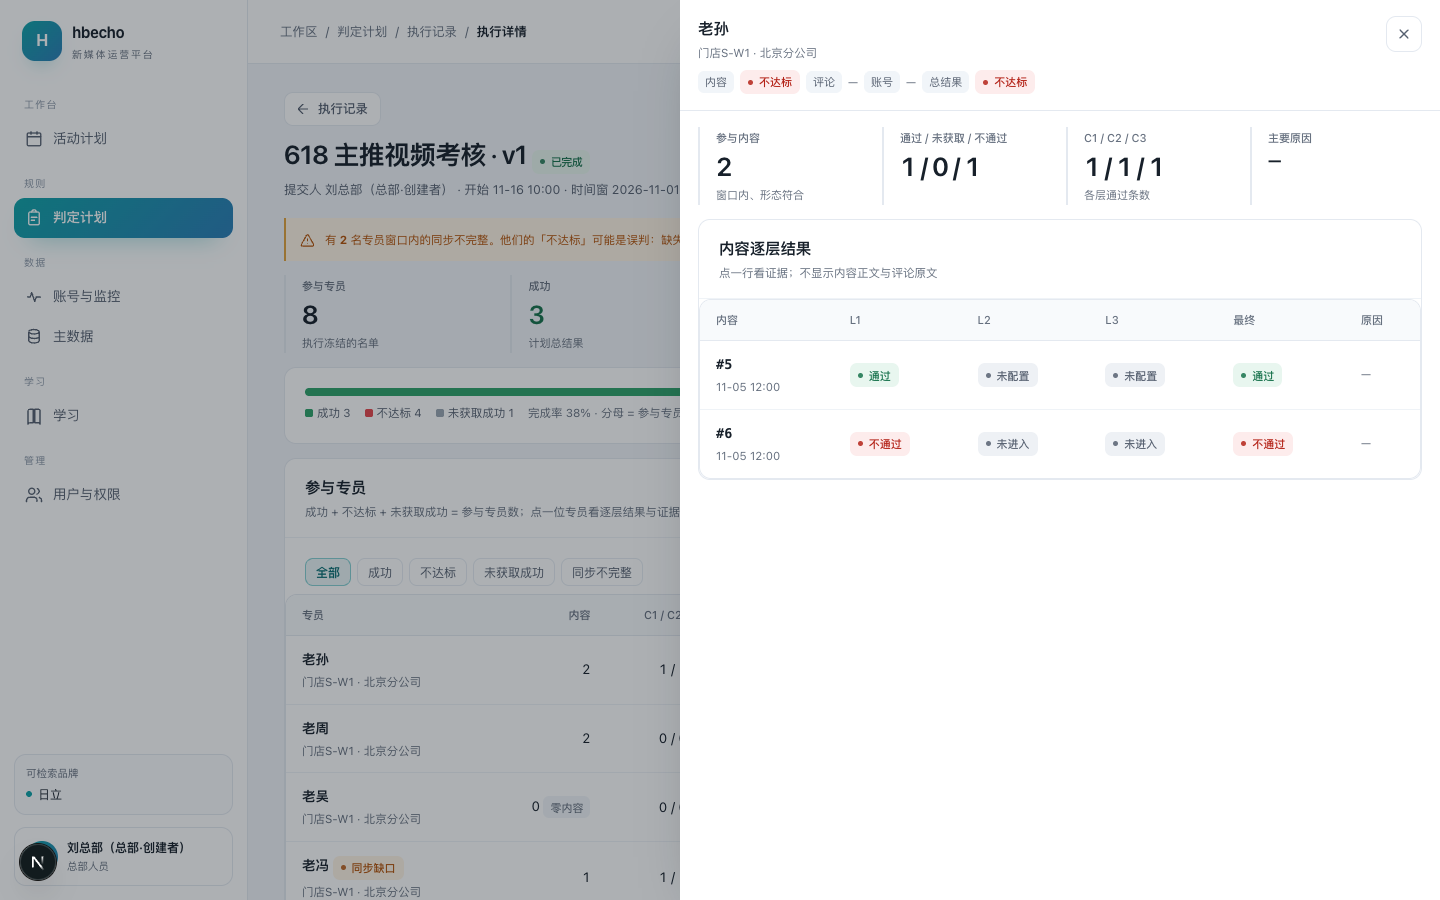 H
hbecho
新媒体运营平台
工作台
活动计划
规则
判定计划
数据
账号与监控
主数据
学习
学习
管理
用户与权限
可检索品牌
日立
N
刘总部（总部·创建者）
总部人员
工作区 / 判定计划 / 执行记录 / 执行详情
执行记录
618 主推视频考核 · v1
已完成
提交人 刘总部（总部·创建者） · 开始 11-16 10:00 · 时间窗 2026-11-01
有 2 名专员窗口内的同步不完整。他们的「不达标」可能是误判：缺失
参与专员
8
执行冻结的名单
成功
3
计划总结果
成功 3 不达标 4 未获取成功 1 完成率 38% · 分母 = 参与专员
参与专员
成功 + 不达标 + 未获取成功 = 参与专员数；点一位专员看逐层结果与证据
全部 成功 不达标 未获取成功 同步不完整
专员 内容 C1 / C2
老孙
门店S-W1 · 北京分公司
2 1 /
老周
门店S-W1 · 北京分公司
2 0 /
老吴
门店S-W1 · 北京分公司
0 零内容 0 /
老冯 同步缺口
门店S-W1 · 北京分公司
1 1 /
老孙
门店S-W1 · 北京分公司
内容 不达标 评论 — 账号 — 总结果 不达标
参与内容
2
窗口内、形态符合
通过 / 未获取 / 不通过
1 / 0 / 1
C1 / C2 / C3
1 / 1 / 1
各层通过条数
主要原因
—
内容逐层结果
点一行看证据；不显示内容正文与评论原文
内容 L1 L2 L3 最终 原因
#5
11-05 12:00
通过 未配置 未配置 通过 —
#6
11-05 12:00
不通过 未进入 未进入 不通过 —